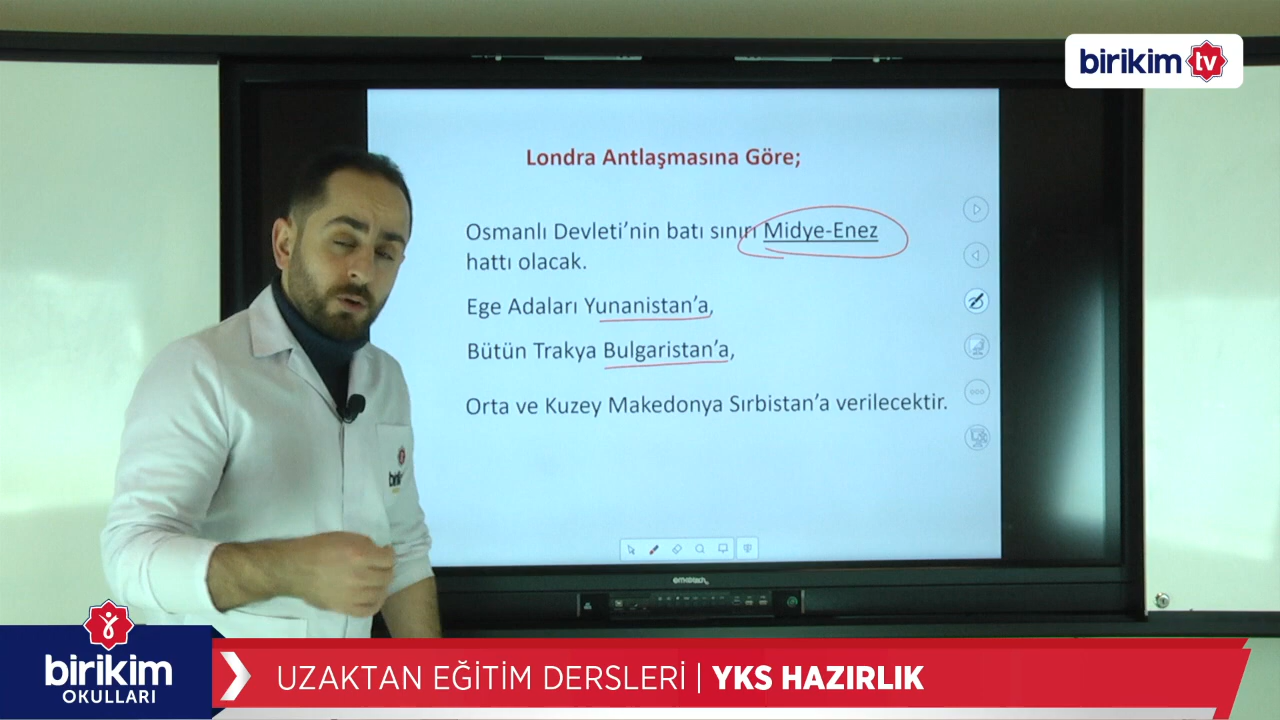 birikim tv
Londra Antlaşmasına Göre;
Osmanlı Devleti’nin batı sınırı Midye-Enez
hattı olacak.
Ege Adaları Yunanistan’a,
Bütün Trakya Bulgaristan’a,
Orta ve Kuzey Makedonya Sırbistan’a verilecektir.
birikim
OKULLARI
UZAKTAN EĞİTİM DERSLERİ | YKS HAZIRLIK